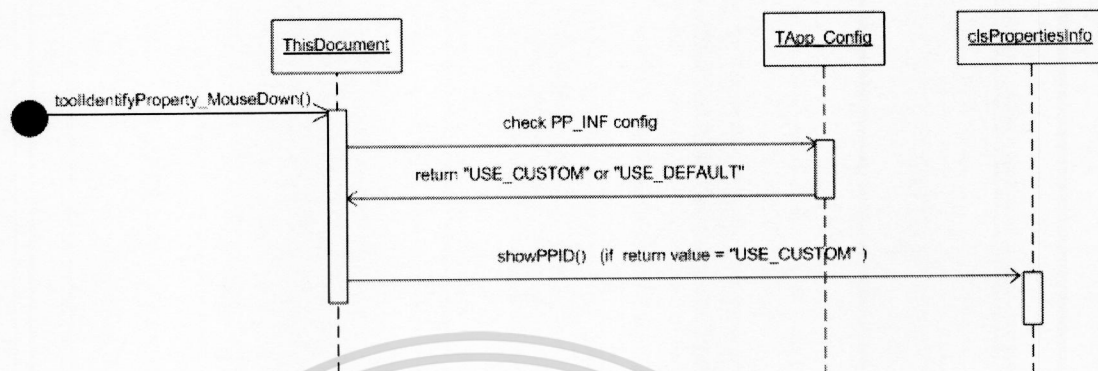 ThisDocument
TApp_Config
clsPropertiesInfo
toolIdentifyProperty_MouseDown()
check PP_INF config
return "USE_CUSTOM" or "USE_DEFAULT"
showPPID() (if return value = "USE_CUSTOM" )